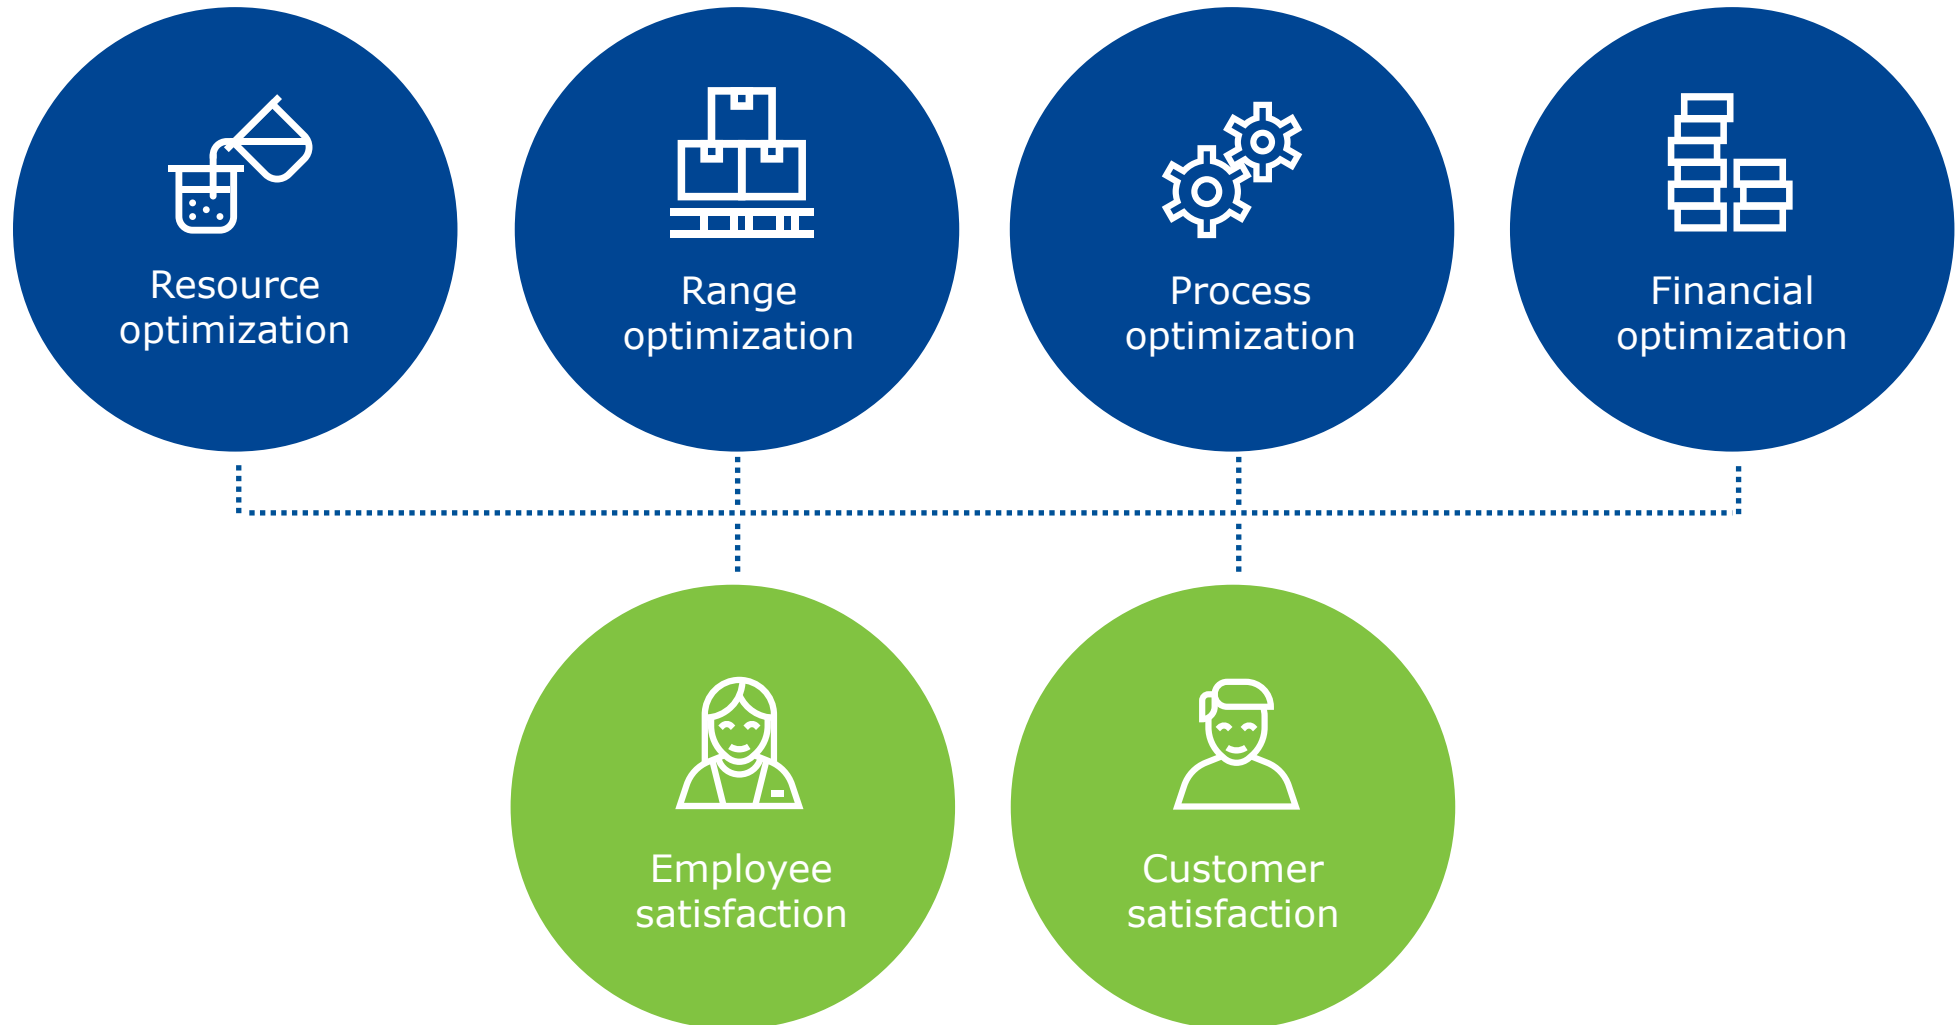 Resource
optimization
Range
optimization
Process
optimization
Financial
optimization
Employee
satisfaction
Customer
satisfaction